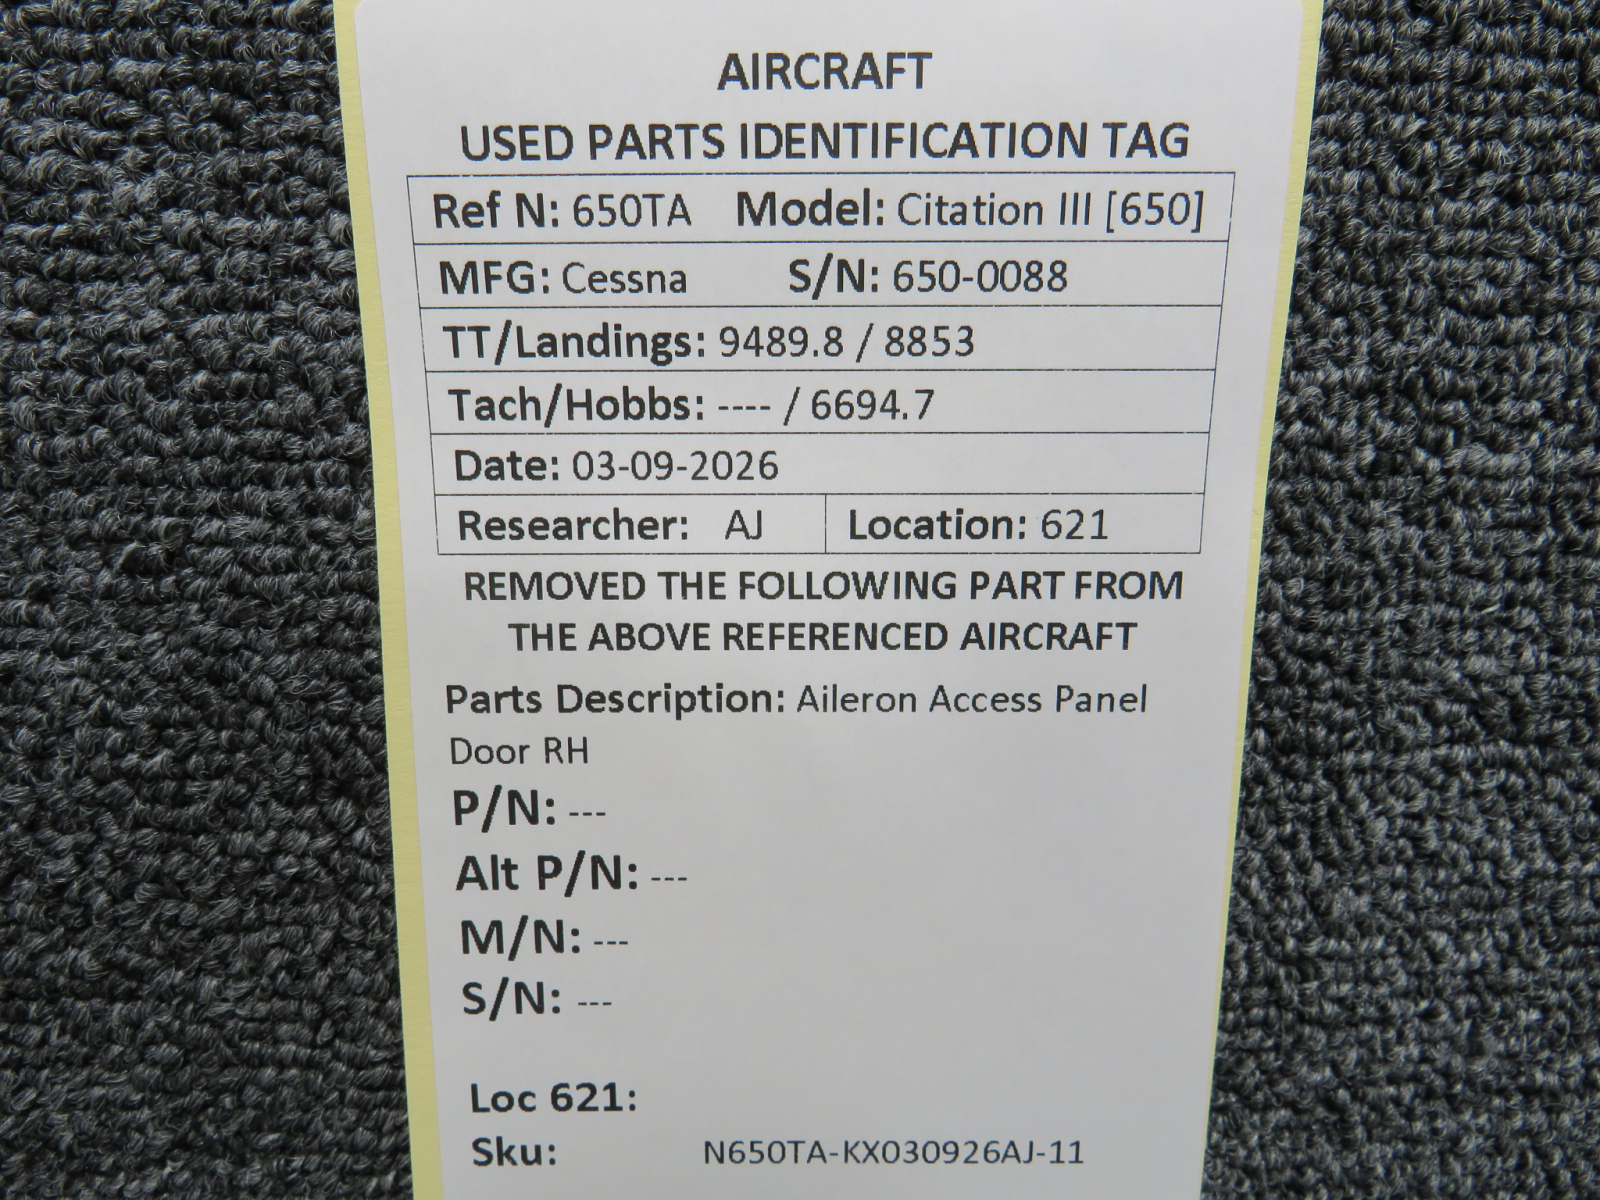 AIRCRAFT
USED PARTS IDENTIFICATION TAG
Ref N: 650TA Model: Citation III [650]
MFG: Cessna S/N: 650-0088
TT/Landings: 9489.8 / 8853
Tach/Hobbs: ---- / 6694.7
Date: 03-09-2026
Researcher: AJ Location: 621
REMOVED THE FOLLOWING PART FROM
THE ABOVE REFERENCED AIRCRAFT
Parts Description: Aileron Access Panel
Door RH
P/N: ---
Alt P/N: ---
M/N: ---
S/N: ---
Loc 621:
Sku: N650TA-KX030926AJ-11